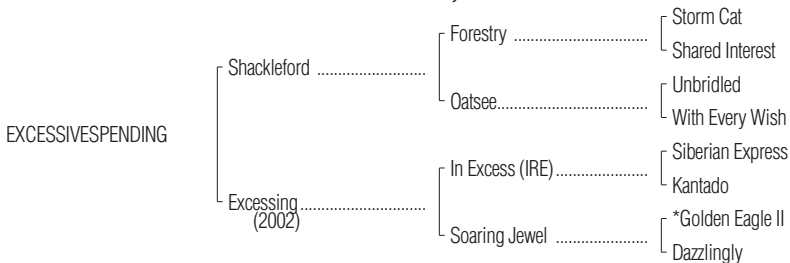 Storm Cat
Forestry ..............................
Shared Interest
Shackleford ........................
Unbridled
Oatsee..................................
With Every Wish
EXCESSIVESPENDING
Siberian Express
In Excess (IRE).....................
Kantado
Excessing............................
(2002)
*Golden Eagle II
Soaring Jewel .....................
Dazzlingly